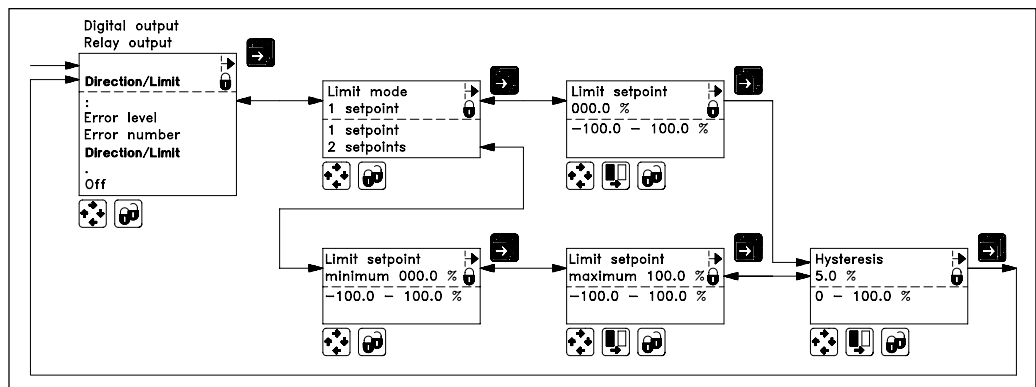 Digital output
Relay output
Direction/Limit
:
Error level
Error number
Direction/Limit
.
Off
Limit mode
1 setpoint
1 setpoint
2 setpoints
Limit setpoint
000.0 %
-100.0 - 100.0 %
Limit setpoint
minimum 000.0 %
-100.0 - 100.0 %
Limit setpoint
maximum 100.0 %
-100.0 - 100.0 %
Hysteresis
5.0 %
0 - 100.0 %